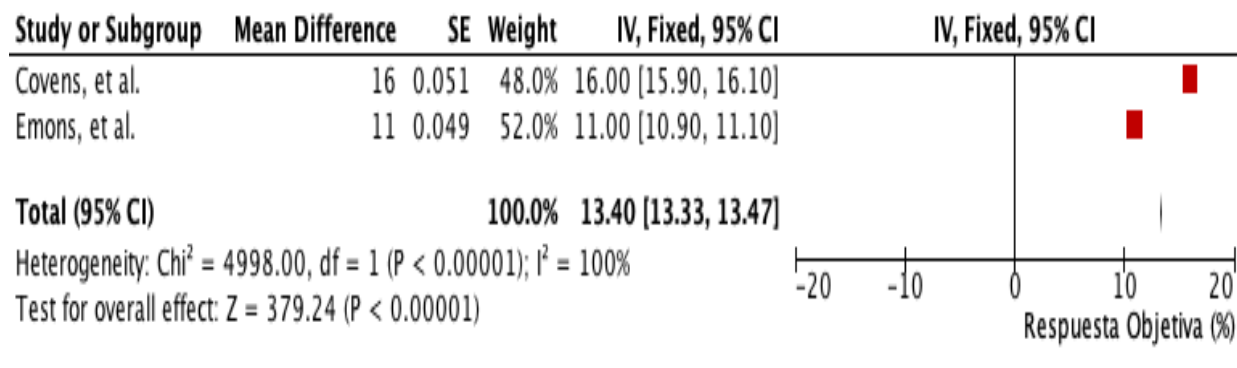 Study or Subgroup Mean Difference SE Weight IV, Fixed, 95% CI IV, Fixed, 95% CI
Covens, et al. 16 0.051 48.0% 16.00 [15.90, 16.10]
Emons, et al. 11 0.049 52.0% 11.00 [10.90, 11.10]
Total (95% CI) 100.0% 13.40 [13.33, 13.47]
Heterogeneity: Chi² = 4998.00, df = 1 (P < 0.00001); I² = 100%
Test for overall effect: Z = 379.24 (P < 0.00001)
-20 -10 0 10 20
Respuesta Objetiva (%)